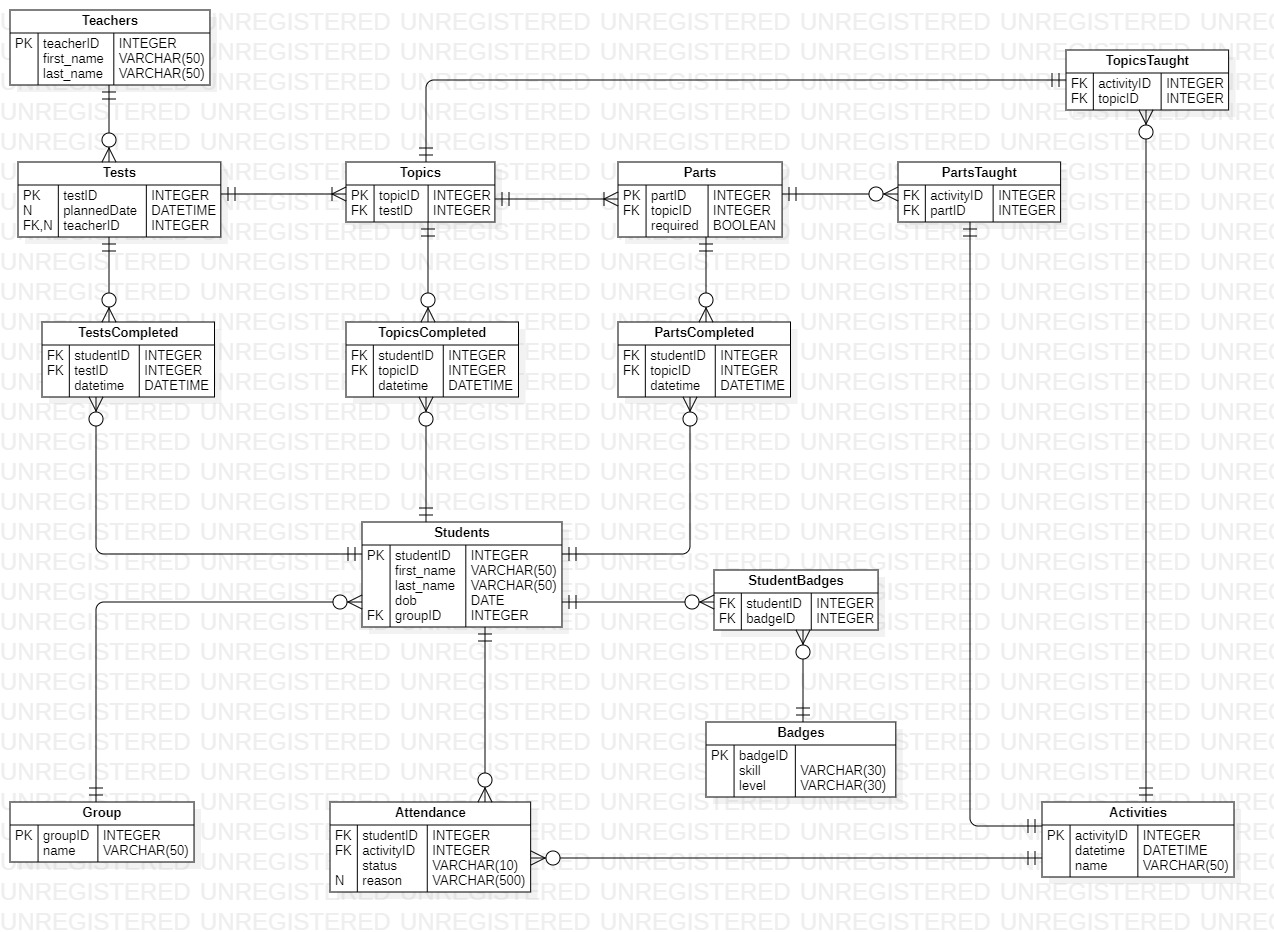 Teachers
PK teacherID INTEGER
first_name VARCHAR(50)
last_name VARCHAR(50)
TopicsTaught
FK activityID INTEGER
FK topicID INTEGER
Tests
PK testID INTEGER
N plannedDate DATETIME
FK,N teacherID INTEGER
Topics
PK topicID INTEGER
FK testID INTEGER
Parts
PK partID INTEGER
FK topicID INTEGER
required BOOLEAN
PartsTaught
FK activityID INTEGER
FK partID INTEGER
TestsCompleted
FK studentID INTEGER
FK testID INTEGER
datetime DATETIME
TopicsCompleted
FK studentID INTEGER
FK topicID INTEGER
datetime DATETIME
PartsCompleted
FK studentID INTEGER
FK topicID INTEGER
datetime DATETIME
Students
PK studentID INTEGER
first_name VARCHAR(50)
last_name VARCHAR(50)
dob DATE
FK groupID INTEGER
StudentBadges
FK studentID INTEGER
FK badgeID INTEGER
Badges
PK badgeID
skill VARCHAR(30)
level VARCHAR(30)
Group
PK groupID INTEGER
name VARCHAR(50)
Attendance
FK studentID INTEGER
FK activityID INTEGER
status VARCHAR(10)
N reason VARCHAR(500)
Activities
PK activityID INTEGER
datetime DATETIME
name VARCHAR(50)
UNREGISTERED